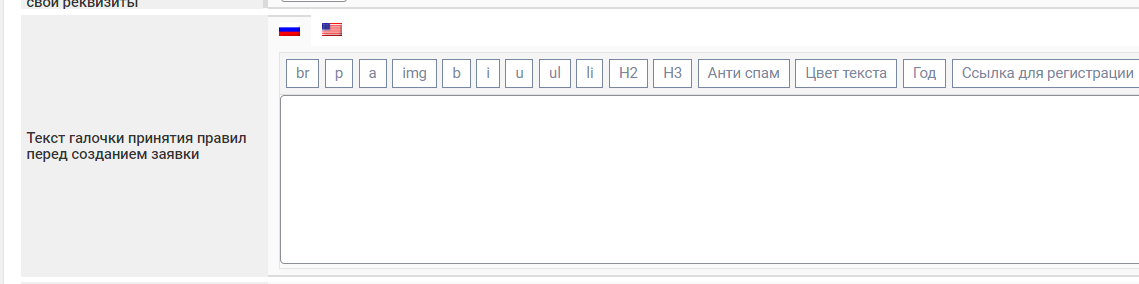 свои реквизиты
br p a img b i u ul li H2 H3 Анти спам Цвет текста Год Ссылка для регистрации
Текст галочки принятия правил
перед созданием заявки